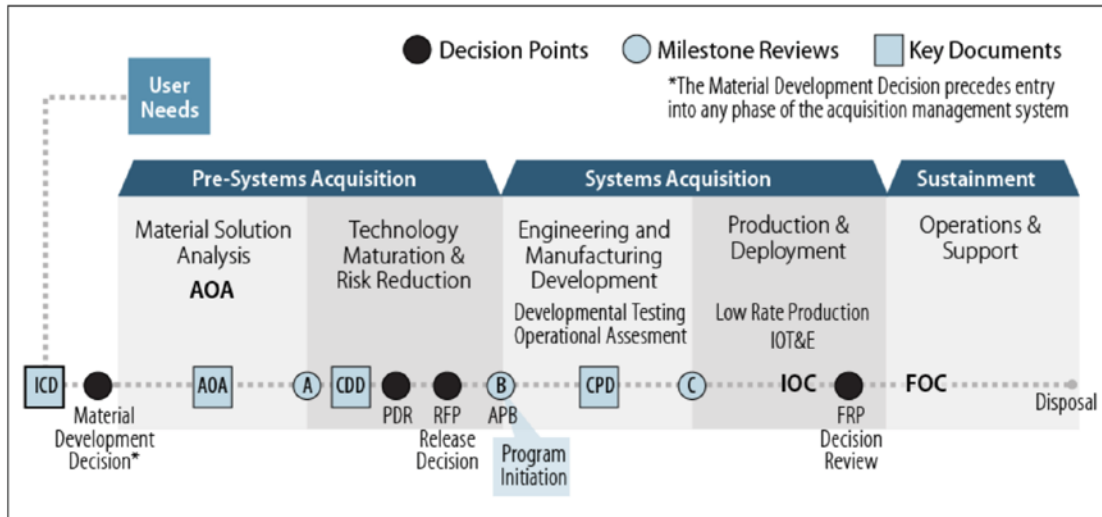 Decision Points
Milestone Reviews
Key Documents
*The Material Development Decision precedes entry
into any phase of the acquisition management system
User
Needs
Pre-Systems Acquisition
Systems Acquisition
Sustainment
Material Solution
Analysis
AOA
Technology
Maturation &
Risk Reduction
Engineering and
Manufacturing
Development
Developmental Testing
Operational Assesment
Production &
Deployment
Low Rate Production
IOT&E
Operations &
Support
ICD
AOA
A
CDD
B
CPD
C
IOC
FOC
Material
Development
Decision*
PDR
RFP
Release
Decision
APB
Program
Initiation
FRP
Decision
Review
Disposal